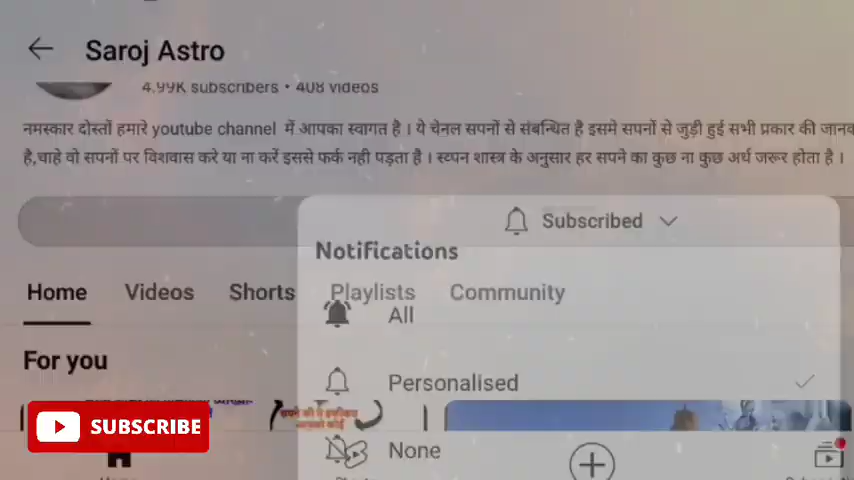 Saroj Astro
4.99K subscribers • 408 videos
नमस्कार दोस्तों हमारे youtube channel में आपका स्वागत है । ये चेनल सपनों से संबन्धित है इसमे सपनों से जुड़ी हुई सभी प्रकार की जानक
है,चाहे वो सपनों पर विशवास करे या ना करें इससे फर्क नही पड़ता है । स्व्पन शास्त्र के अनुसार हर सपने का कुछ ना कुछ अर्थ जरूर होता है ।
Subscribed
Notifications
Home Videos Shorts Playlists Community
All
For you
Personalised
SUBSCRIBE
None